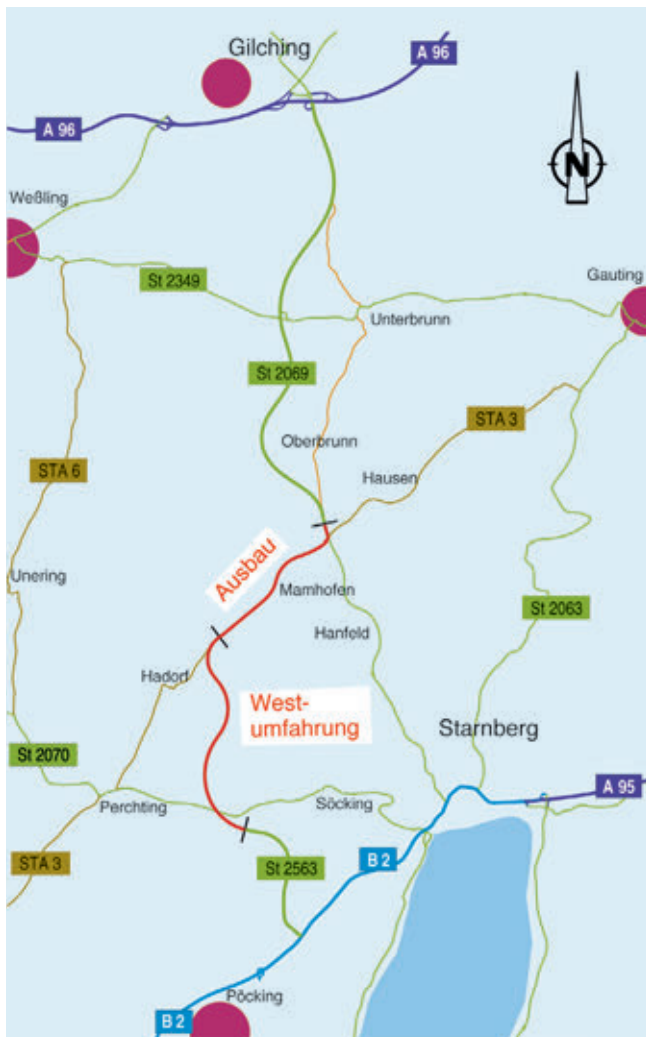 Gilching
A 96
A 96
N
Weßling
St 2349
Gauting
Unterbrunn
St 2069
STA 3
Oberbrunn
STA 6
Hausen
Ausbau
Unering
Mamhofen
St 2063
Hanfeld
Hadorf
West-
umfahrung
Starnberg
St 2070
A 95
Perchting
Söcking
STA 3
St 2563
B 2
Pöcking
B 2